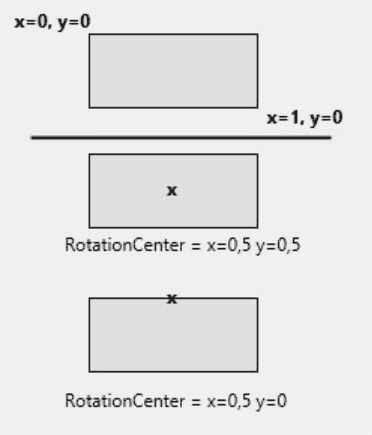 x=0, y=0
x=1, y=0
x
RotationCenter = x=0,5 y=0,5
x
RotationCenter = x=0,5 y=0